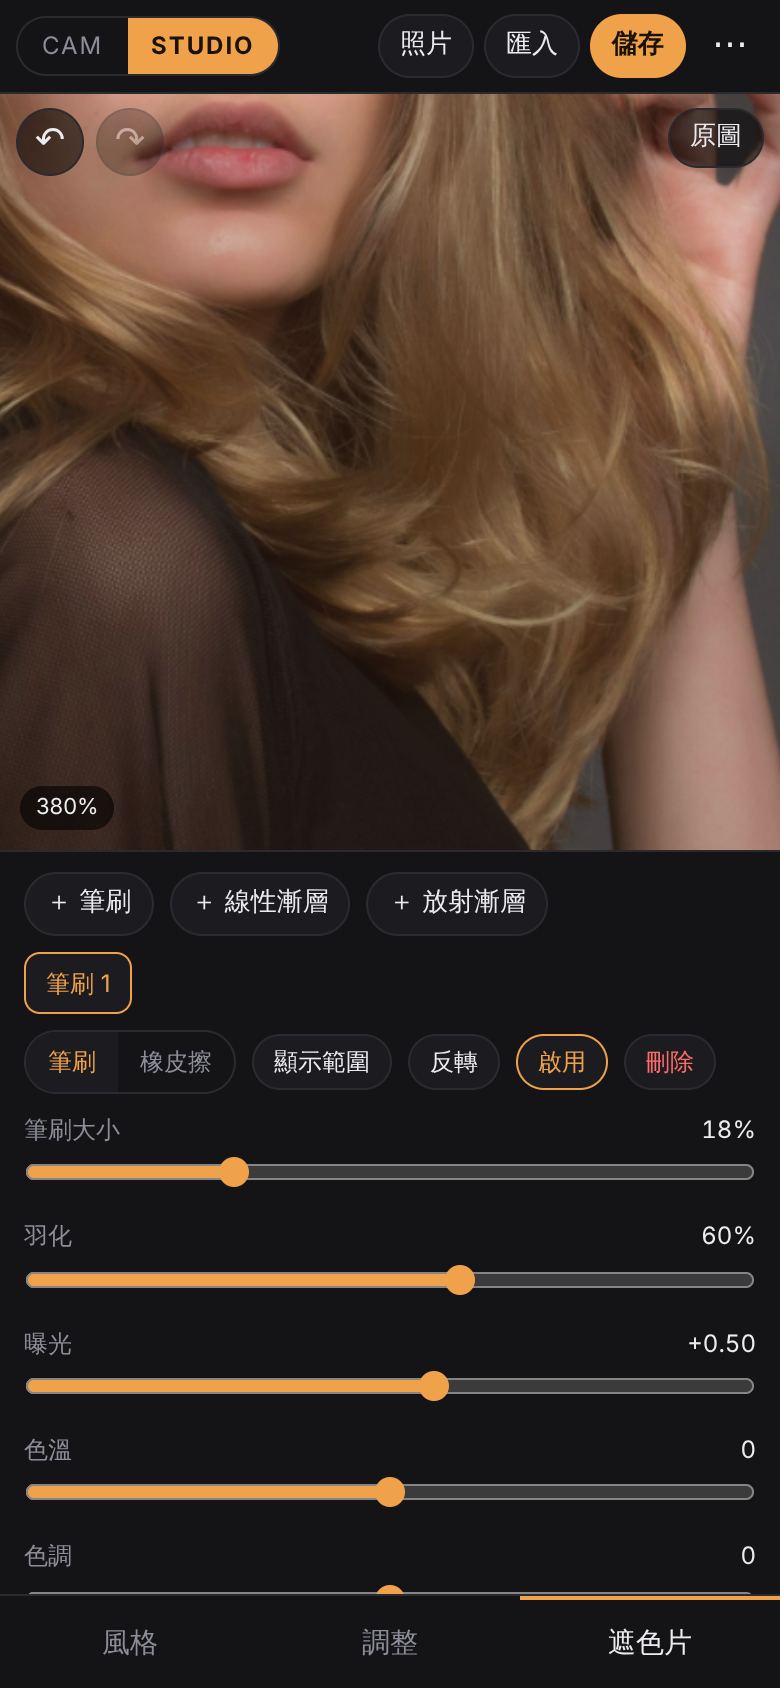 CAM STUDIO 照片 匯入 儲存 ⋯
↶ ↷ 原圖
380%
+ 筆刷 + 線性漸層 + 放射漸層
筆刷 1
筆刷 橡皮擦 顯示範圍 反轉 啟用 刪除
筆刷大小 18%
羽化 60%
曝光 +0.50
色溫 0
色調 0
風格 調整 遮色片